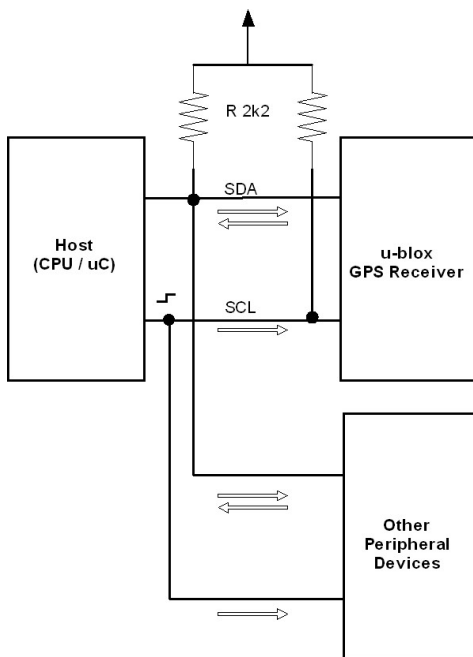 R 2k2
SDA
Host
(CPU / uC)
u-blox
GPS Receiver
SCL
Other
Peripheral
Devices